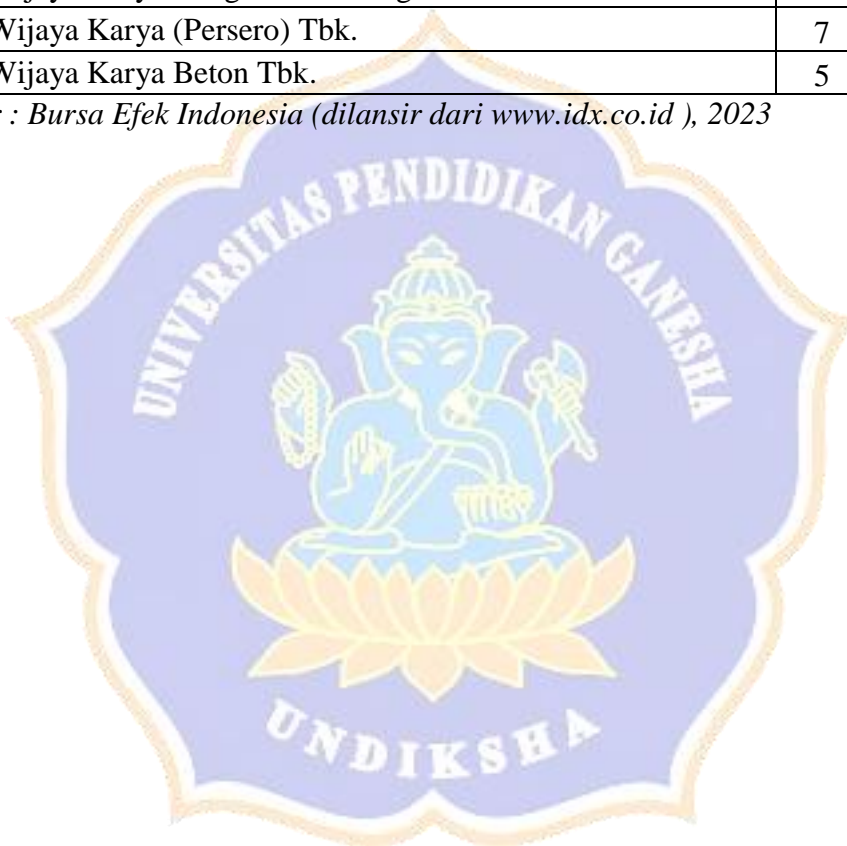 Wijaya Karya (Persero) Tbk. 7
Wijaya Karya Beton Tbk. 5
: Bursa Efek Indonesia (dilansir dari www.idx.co.id ), 2023
UNIVERSITAS PENDIDIKAN GANESHA
UNDIKSHA